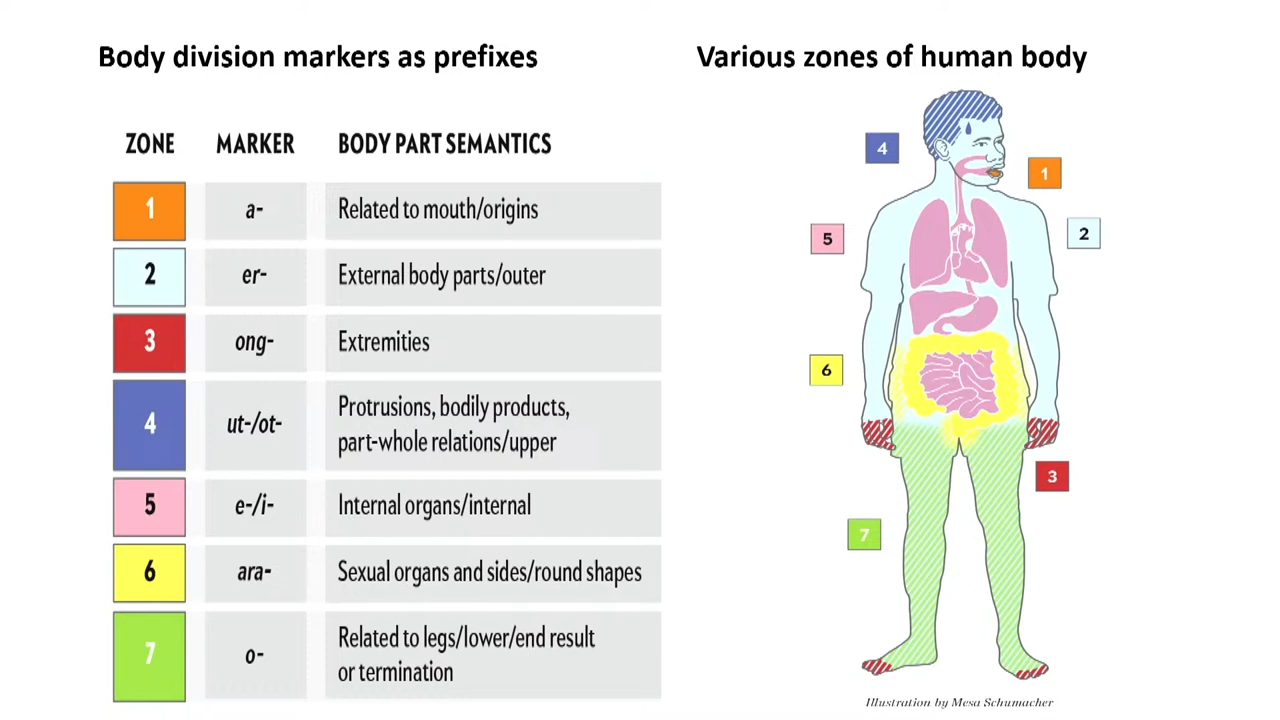 Body division markers as prefixes
Various zones of human body
ZONE MARKER BODY PART SEMANTICS
1 a- Related to mouth/origins
2 er- External body parts/outer
3 ong- Extremities
4 ut-/ot- Protrusions, bodily products,
part-whole relations/upper
5 e-/i- Internal organs/internal
6 ara- Sexual organs and sides/round shapes
7 o- Related to legs/lower/end result
or termination
4
1
5
2
6
3
7
Illustration by Mesa Schumacher